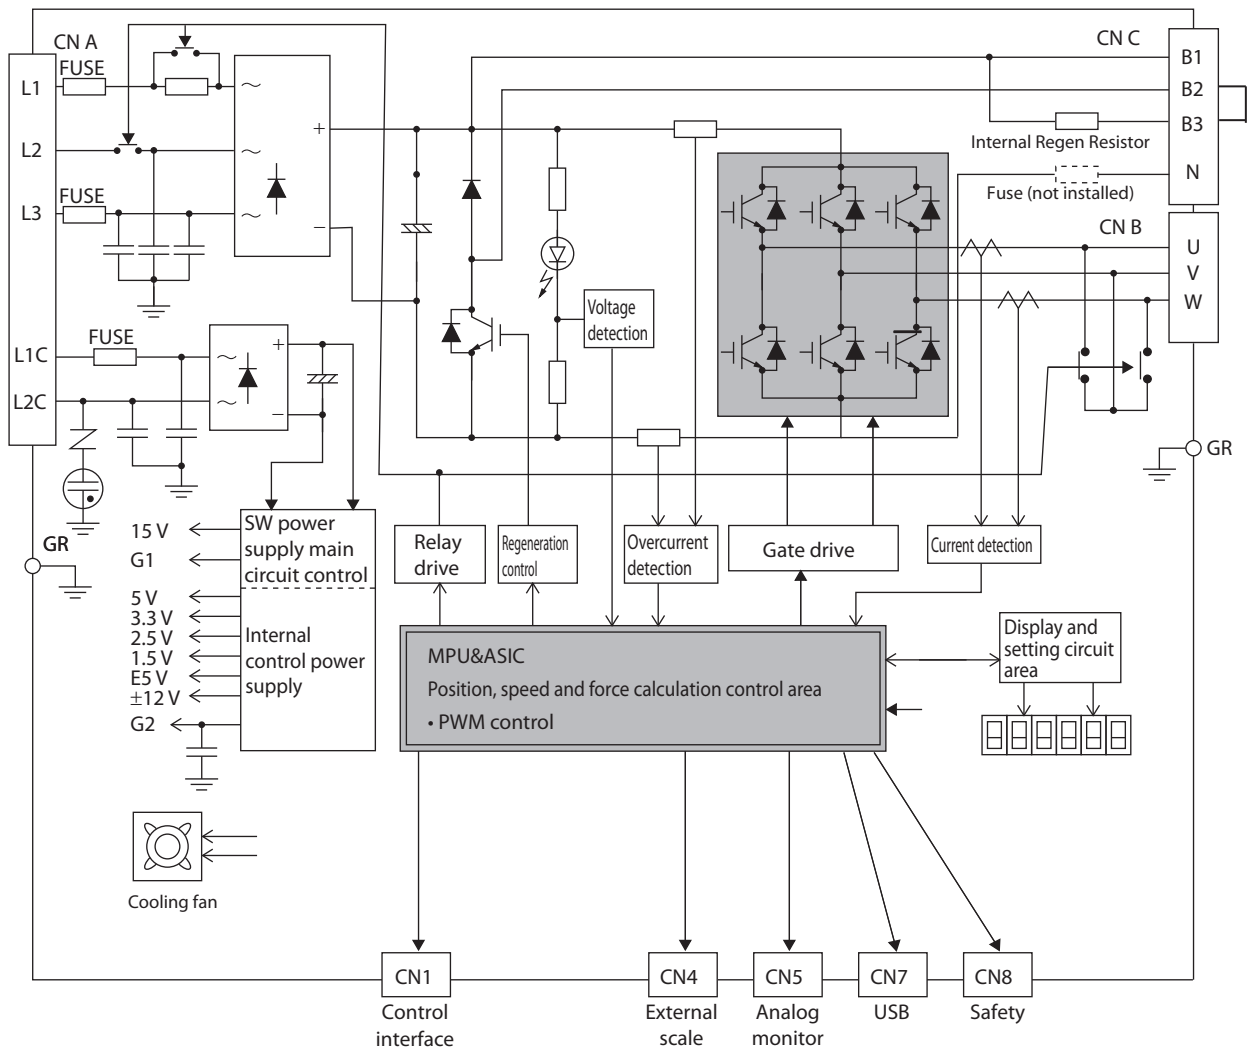 CN A
CN C
FUSE
L1
L2
FUSE
L3
+
−
B1
B2
B3
Internal Regen Resistor
N
Fuse (not installed)
CN B
U
V
W
Voltage
detection
FUSE
L1C
L2C
+
−
GR
GR
15 V
G1
5 V
3.3 V
2.5 V
1.5 V
E5 V
±12 V
G2
SW power
supply main
circuit control
Internal
control power
supply
Relay
drive
Regeneration
control
Overcurrent
detection
Gate drive
Current detection
MPU&ASIC
Position, speed and force calculation control area
• PWM control
Display and
setting circuit
area
Cooling fan
CN1
Control
interface
CN4
External
scale
CN5
Analog
monitor
CN7
USB
CN8
Safety